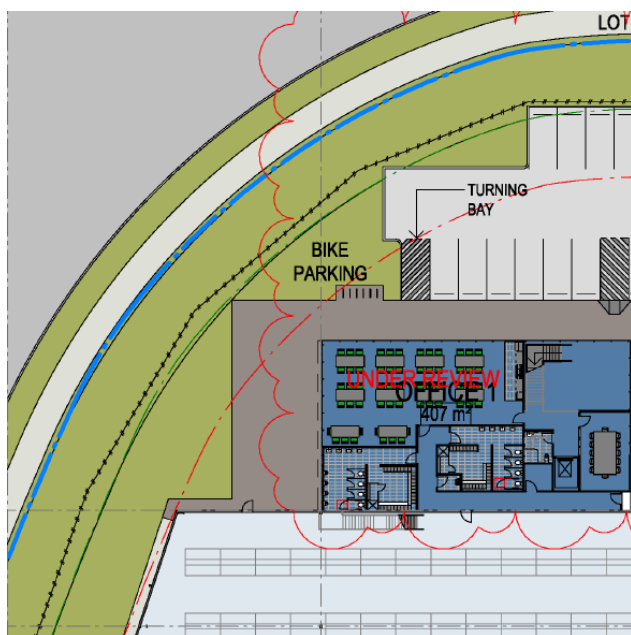 LOT
TURNING
BAY
BIKE
PARKING
UNDER REVIEW
OFFICE 1
407 m²